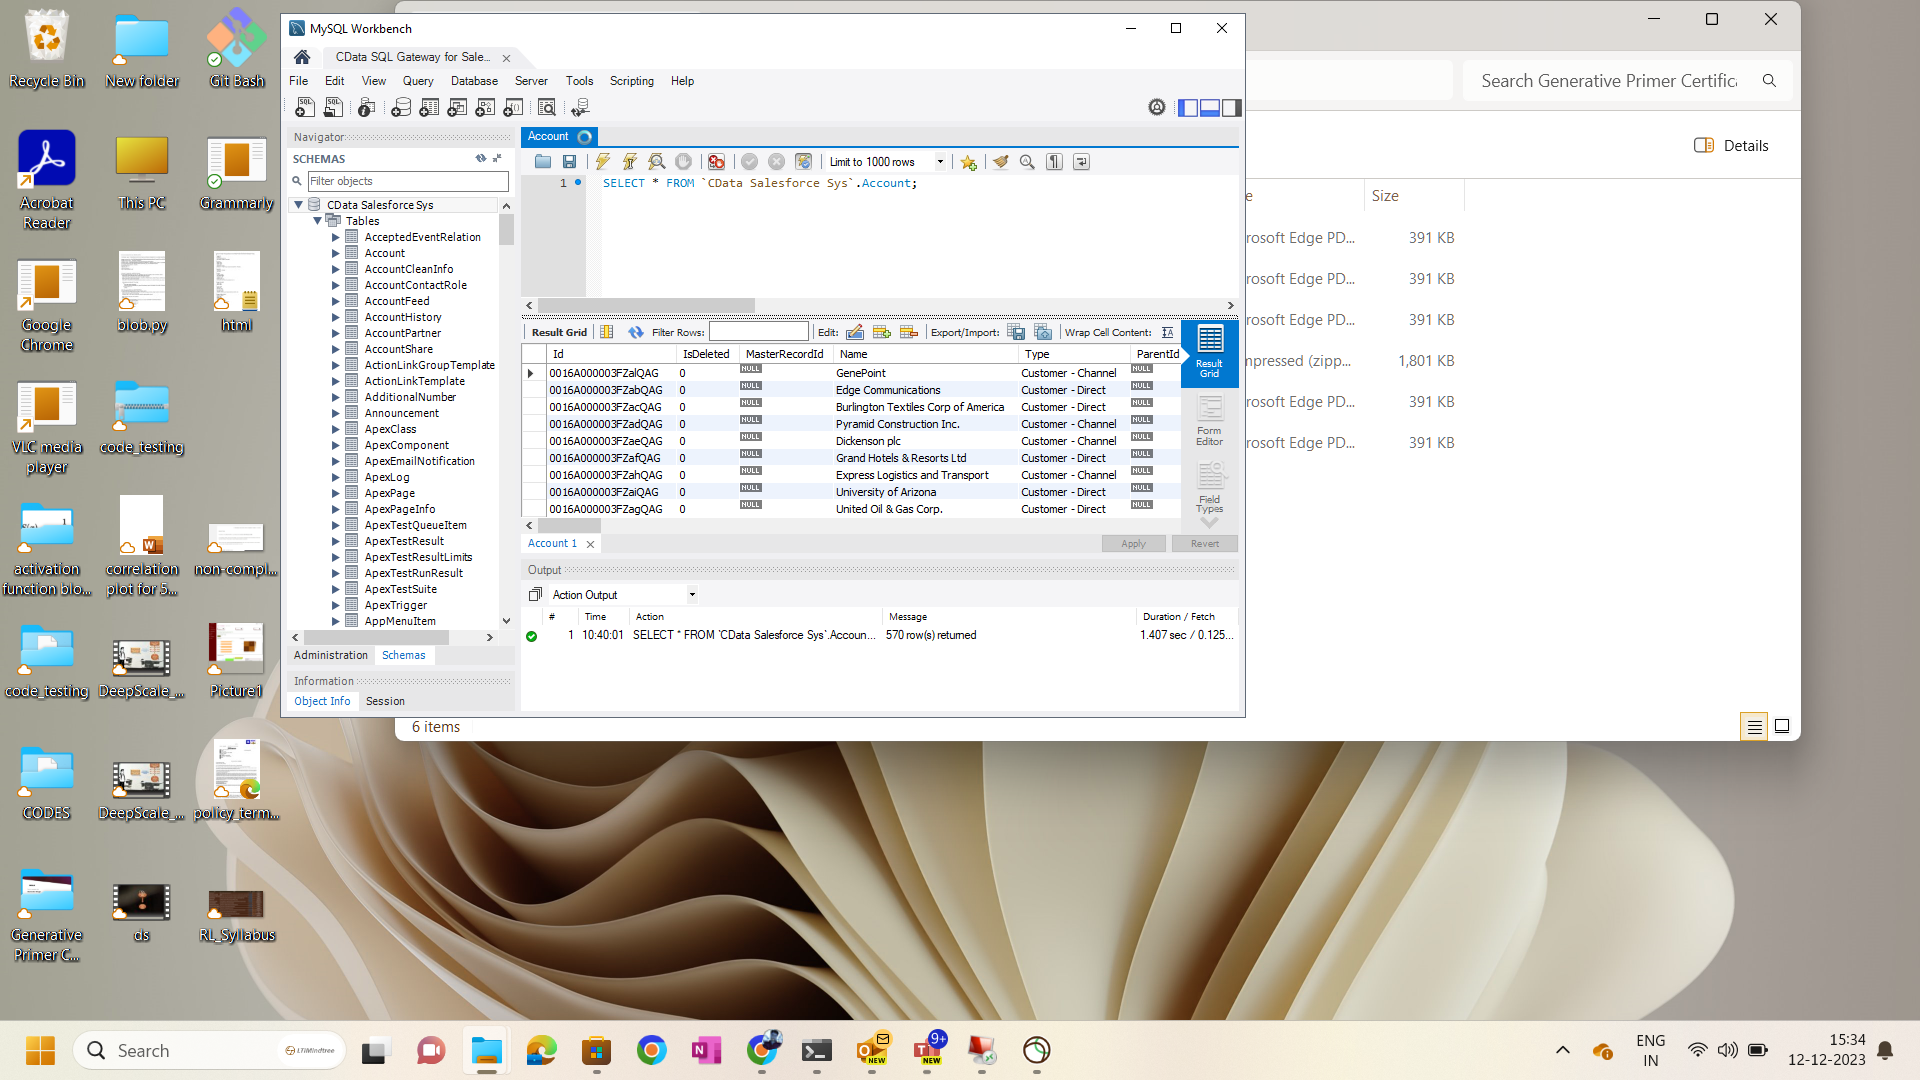 Recycle Bin
New folder
Git Bash
Acrobat
Reader
This PC
Grammarly
Google
Chrome
blob.py
html
VLC media
player
code_testing
activation
function blo...
correlation
plot for 5...
non-compl...
code_testing
DeepScale_...
Picture1
CODES
DeepScale_...
policy_term...
Generative
Primer C...
ds
RL_Syllabus
MySQL Workbench
CData SQL Gateway for Sale...
File Edit View Query Database Server Tools Scripting Help
Navigator
SCHEMAS
Filter objects
CData Salesforce Sys
Tables
AcceptedEventRelation
Account
AccountCleanInfo
AccountContactRole
AccountFeed
AccountHistory
AccountPartner
AccountShare
ActionLinkGroupTemplate
ActionLinkTemplate
AdditionalNumber
Announcement
ApexClass
ApexComponent
ApexEmailNotification
ApexLog
ApexPage
ApexPageInfo
ApexTestQueueItem
ApexTestResult
ApexTestResultLimits
ApexTestRunResult
ApexTestSuite
ApexTrigger
AppMenuItem
Administration Schemas
Information
Object Info Session
Account
Limit to 1000 rows
1 SELECT * FROM `CData Salesforce Sys`.Account;
Result Grid Filter Rows: Edit: Export/Import: Wrap Cell Content:
Id IsDeleted MasterRecordId Name Type ParentId
0016A000003FZalQAG 0 NULL GenePoint Customer - Channel NULL
0016A000003FZabQAG 0 NULL Edge Communications Customer - Direct NULL
0016A000003FZacQAG 0 NULL Burlington Textiles Corp of America Customer - Direct NULL
0016A000003FZadQAG 0 NULL Pyramid Construction Inc. Customer - Channel NULL
0016A000003FZaeQAG 0 NULL Dickenson plc Customer - Channel NULL
0016A000003FZafQAG 0 NULL Grand Hotels & Resorts Ltd Customer - Direct NULL
0016A000003FZahQAG 0 NULL Express Logistics and Transport Customer - Channel NULL
0016A000003FZaiQAG 0 NULL University of Arizona Customer - Direct NULL
0016A000003FZagQAG 0 NULL United Oil & Gas Corp. Customer - Direct NULL
Result
Grid
Form
Editor
Field
Types
Account 1
Apply Revert
Output
Action Output
# Time Action Message Duration / Fetch
1 10:40:01 SELECT * FROM `CData Salesforce Sys`.Accoun... 570 row(s) returned 1.407 sec / 0.125...
Search Generative Primer Certifica
Details
e Size
rosoft Edge PD... 391 KB
rosoft Edge PD... 391 KB
rosoft Edge PD... 391 KB
mpressed (zipp... 1,801 KB
rosoft Edge PD... 391 KB
rosoft Edge PD... 391 KB
6 items
Search
LTIMindtree
NEW
9+
NEW
ENG
IN
15:34
12-12-2023